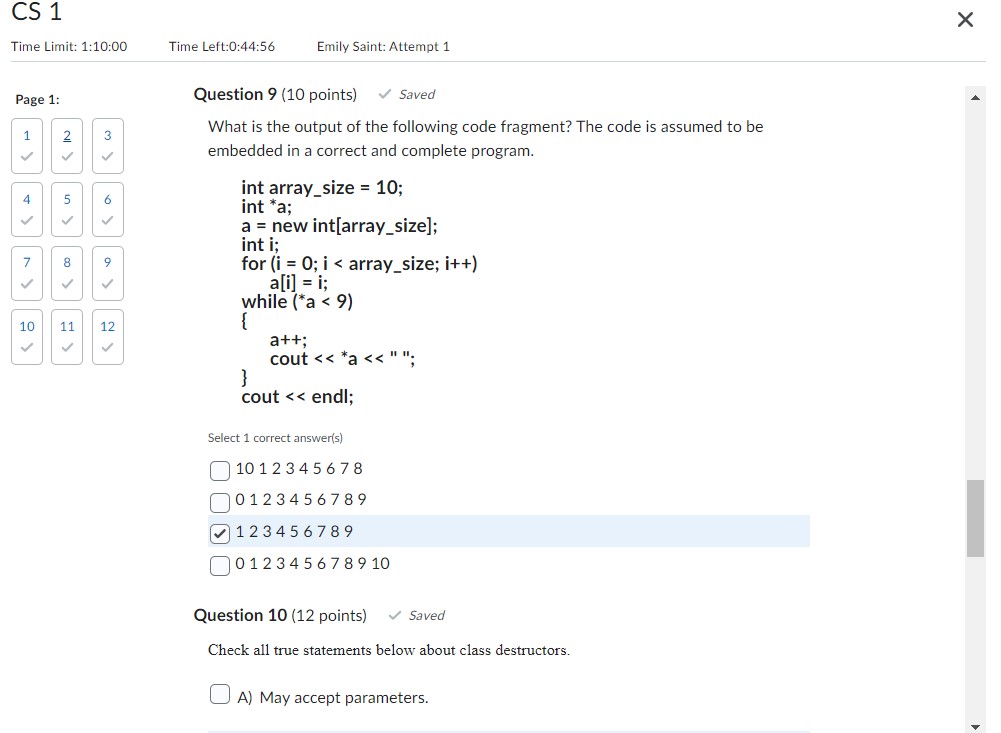 CS 1
Time Limit: 1:10:00 Time Left:0:44:56 Emily Saint: Attempt 1
Page 1:
1 2 3
4 5 6
7 8 9
10 11 12
Question 9 (10 points) Saved
What is the output of the following code fragment? The code is assumed to be
embedded in a correct and complete program.
int array_size = 10;
int *a;
a = new int[array_size];
int i;
for (i = 0; i < array_size; i++)
a[i] = i;
while (*a < 9)
{
a++;
cout << *a << " ";
}
cout << endl;
Select 1 correct answer(s)
10 1 2 3 4 5 6 7 8
0 1 2 3 4 5 6 7 8 9
1 2 3 4 5 6 7 8 9
0 1 2 3 4 5 6 7 8 9 10
Question 10 (12 points) Saved
Check all true statements below about class destructors.
A) May accept parameters.